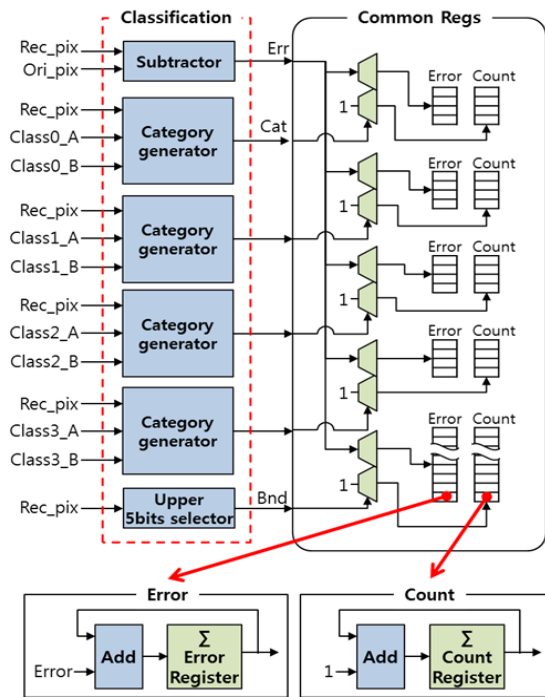 Classification
Common Regs
Rec_pix
Ori_pix
Subtractor
Err
Error Count
Rec_pix
Class0_A
Class0_B
Category
generator
Cat
1
Rec_pix
Class1_A
Class1_B
Category
generator
Error Count
1
Rec_pix
Class2_A
Class2_B
Category
generator
Error Count
1
Rec_pix
Class3_A
Class3_B
Category
generator
Error Count
1
Error Count
Rec_pix
Upper
5bits selector
Bnd
1
Error
Add
Σ
Error
Register
Error
Count
Add
Σ
Count
Register
1